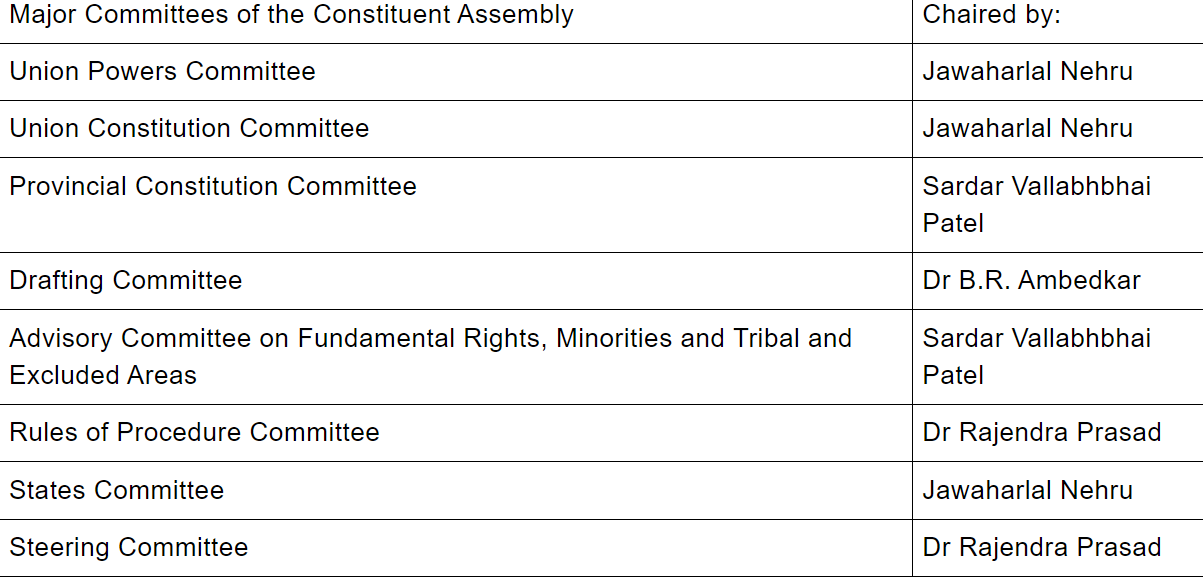 Major Committees of the Constituent Assembly
Chaired by:
Union Powers Committee
Jawaharlal Nehru
Union Constitution Committee
Jawaharlal Nehru
Provincial Constitution Committee
Sardar Vallabhbhai
Patel
Drafting Committee
Dr B.R. Ambedkar
Advisory Committee on Fundamental Rights, Minorities and Tribal and
Excluded Areas
Sardar Vallabhbhai
Patel
Rules of Procedure Committee
Dr Rajendra Prasad
States Committee
Jawaharlal Nehru
Steering Committee
Dr Rajendra Prasad